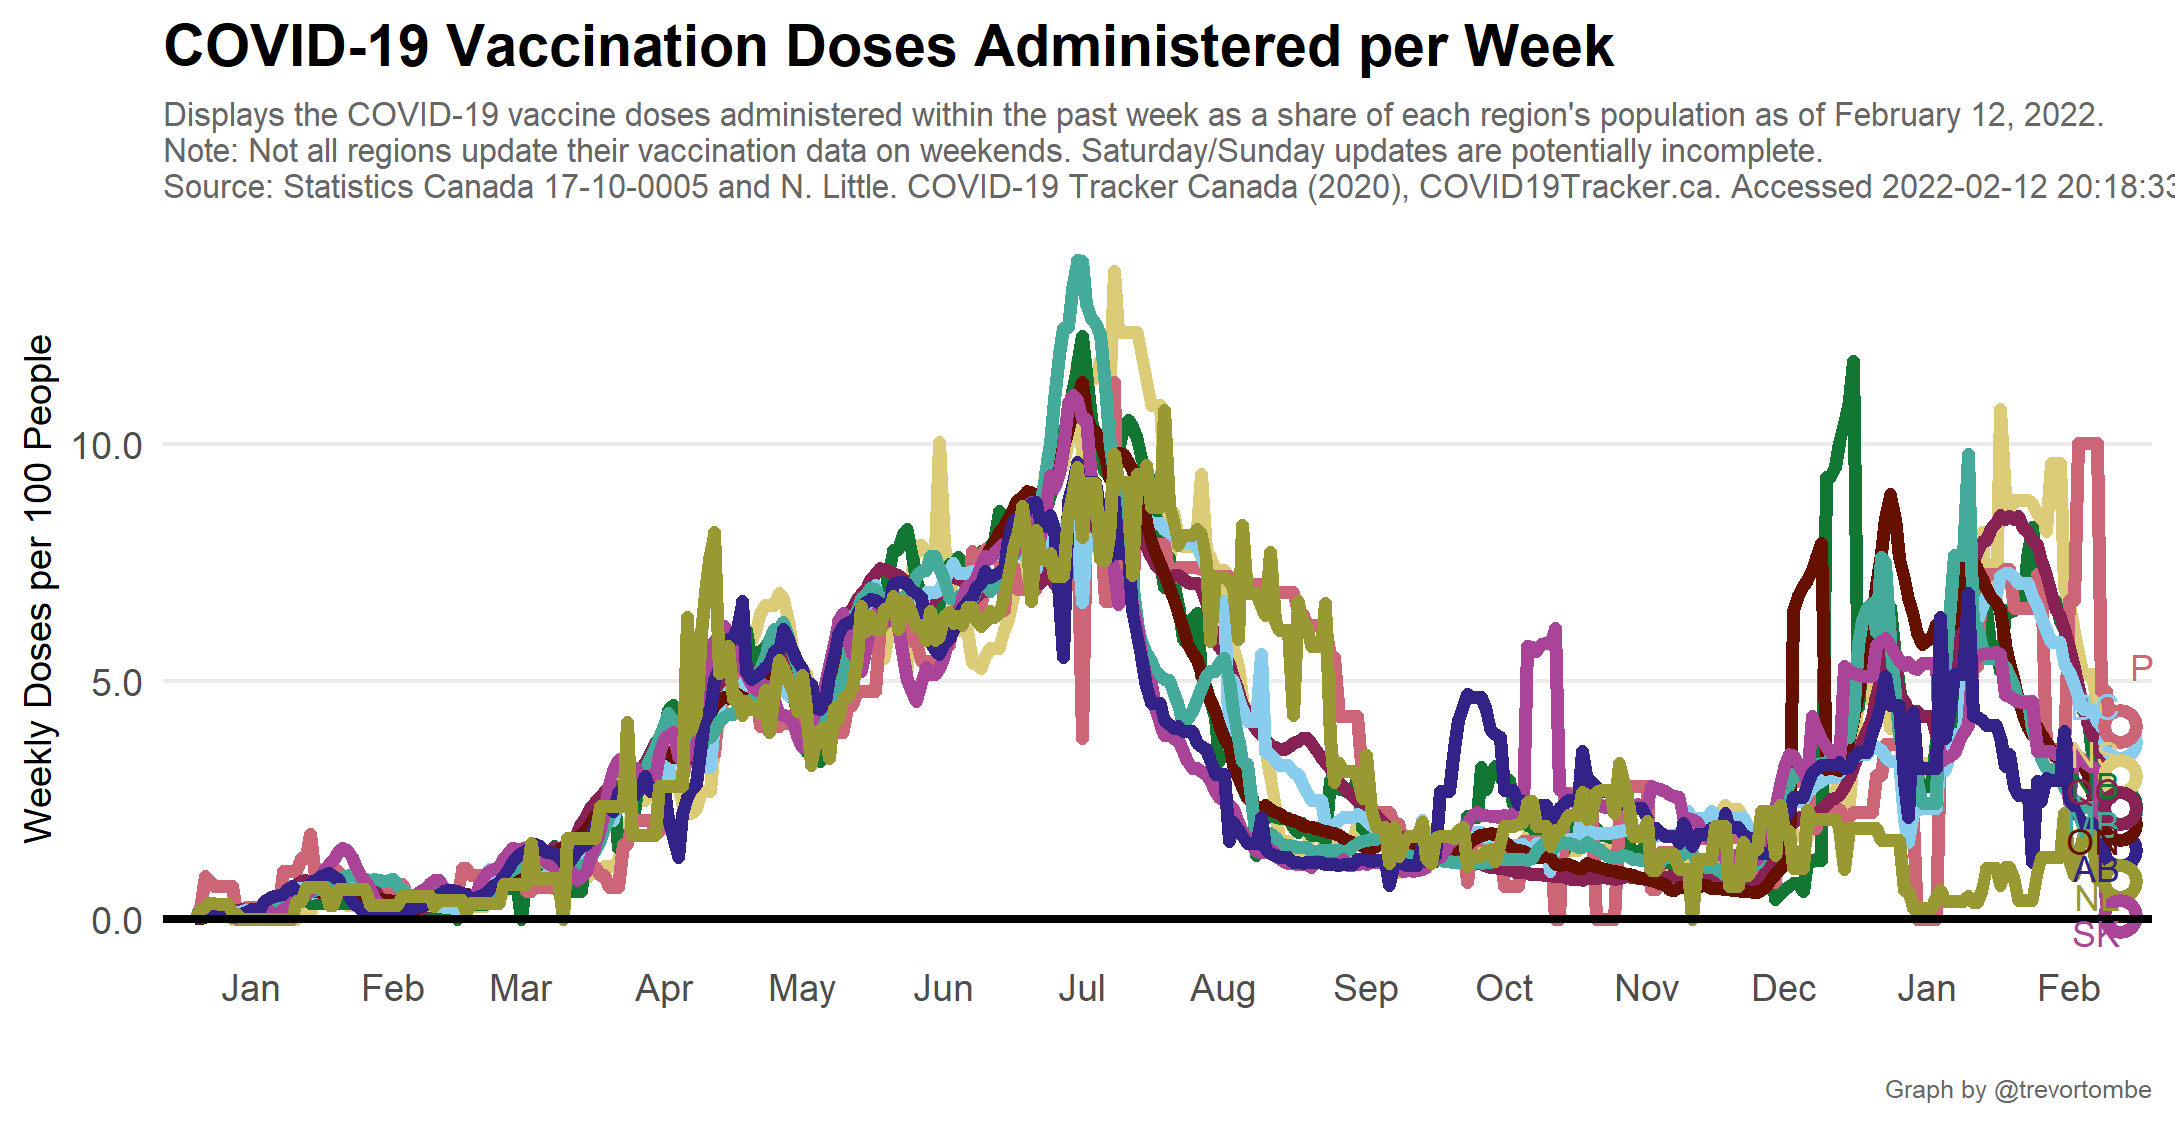 COVID-19 Vaccination Doses Administered per Week
Displays the COVID-19 vaccine doses administered within the past week as a share of each region's population as of February 12, 2022.
Note: Not all regions update their vaccination data on weekends. Saturday/Sunday updates are potentially incomplete.
Source: Statistics Canada 17-10-0005 and N. Little. COVID-19 Tracker Canada (2020), COVID19Tracker.ca. Accessed 2022-02-12 20:18:33
Weekly Doses per 100 People
10.0
5.0
0.0
P
NS
MB
ON
AB
NL
SK
Jan Feb Mar Apr May Jun Jul Aug Sep Oct Nov Dec Jan Feb
Graph by @trevortombe